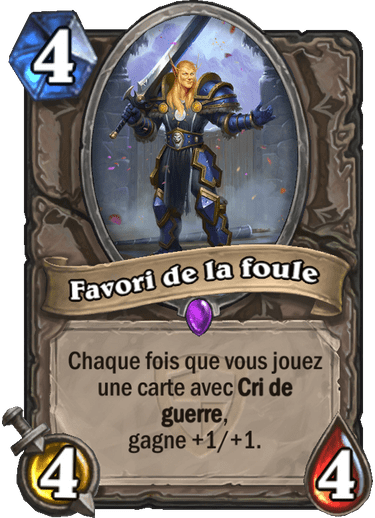 4
Favori de la foule
Chaque fois que vous jouez
une carte avec Cri de
guerre,
gagne +1/+1.
4
4